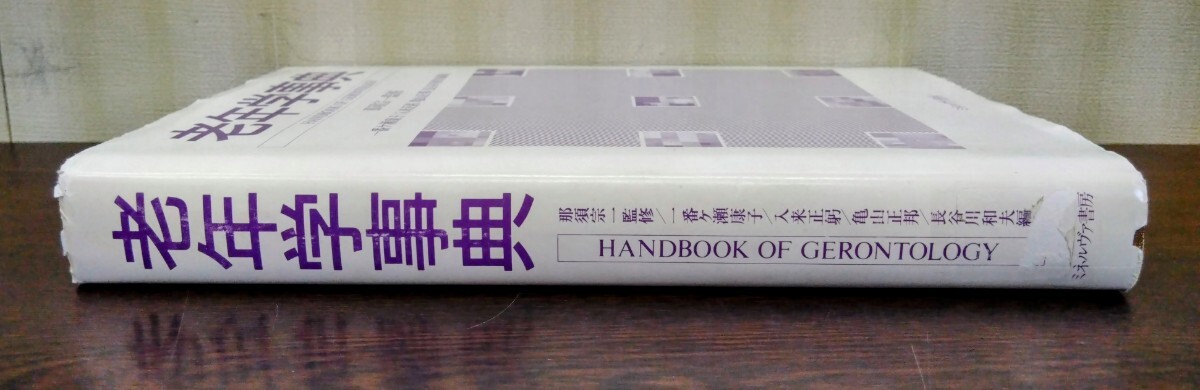 老年学事典
老年学事典
那須宗一監修/一番ケ瀬康子/入来正躬/亀山正邦/長谷川和夫編
HANDBOOK OF GERONTOLOGY
ミネルヴァ書房